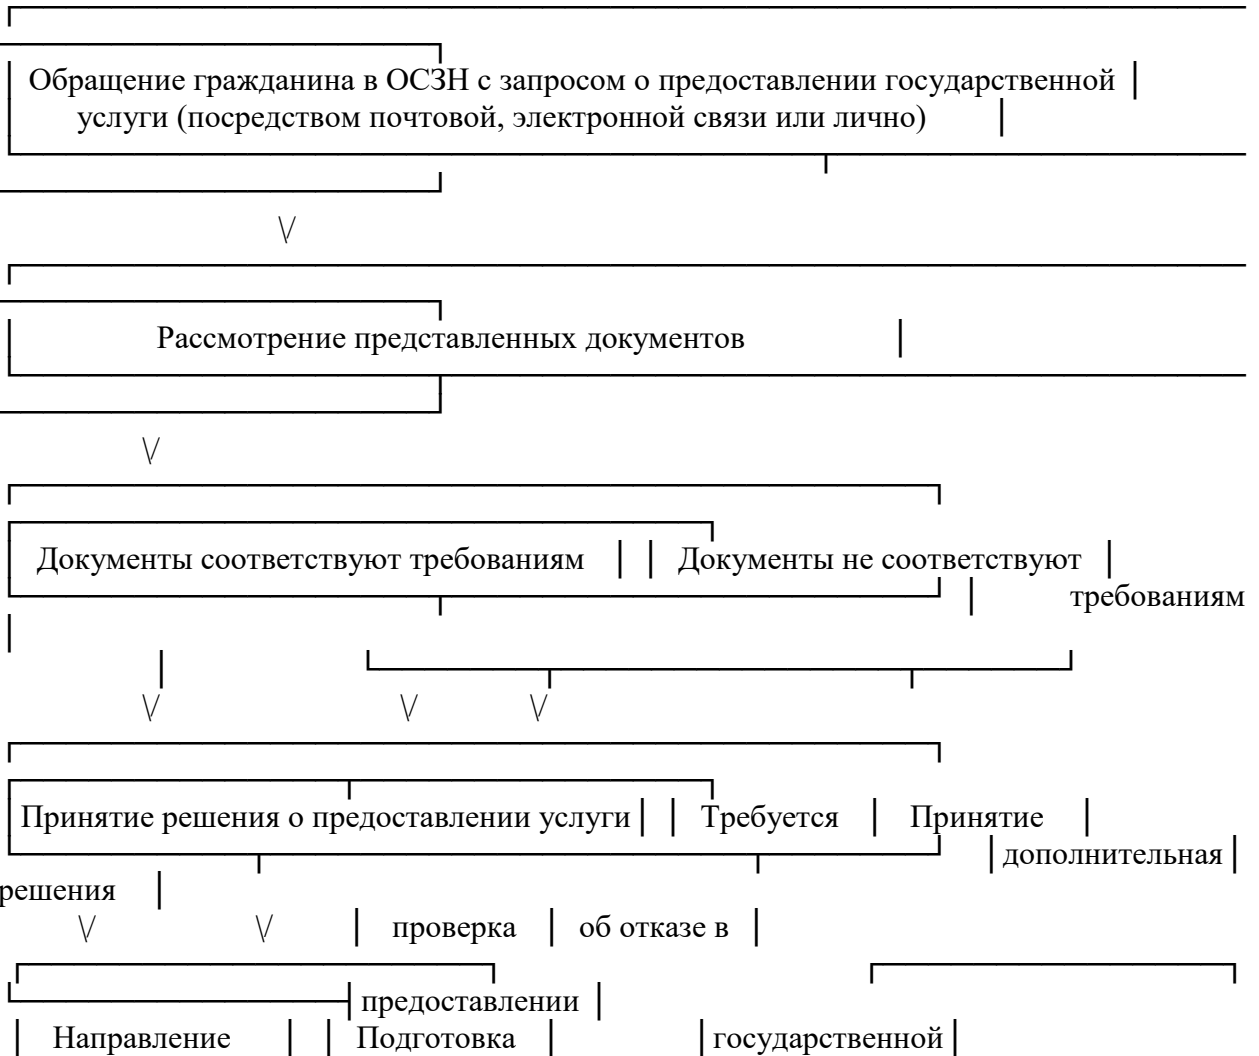 Обращение гражданина в ОСЗН с запросом о предоставлении государственной
услуги (посредством почтовой, электронной связи или лично)
\/
Рассмотрение представленных документов
\/
Документы соответствуют требованиям Документы не соответствуют
требованиям
\/ \/ \/
Принятие решения о предоставлении услуги Требуется Принятие
дополнительная
решения
\/ \/ проверка об отказе в
предоставлении
Направление Подготовка государственной